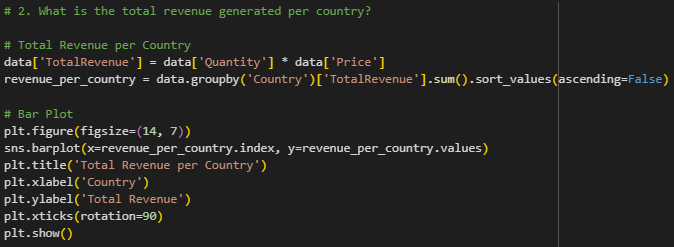 # 2. What is the total revenue generated per country?
# Total Revenue per Country
data['TotalRevenue'] = data['Quantity'] * data['Price']
revenue_per_country = data.groupby('Country')['TotalRevenue'].sum().sort_values(ascending=False)
# Bar Plot
plt.figure(figsize=(14, 7))
sns.barplot(x=revenue_per_country.index, y=revenue_per_country.values)
plt.title('Total Revenue per Country')
plt.xlabel('Country')
plt.ylabel('Total Revenue')
plt.xticks(rotation=90)
plt.show()